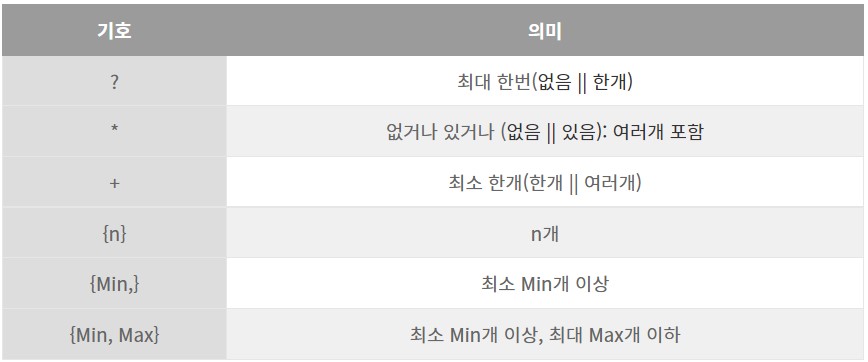 기호 의미
? 최대 한번(없음 || 한개)
* 없거나 있거나 (없음 || 있음): 여러개 포함
+ 최소 한개(한개 || 여러개)
{n} n개
{Min,} 최소 Min개 이상
{Min, Max} 최소 Min개 이상, 최대 Max개 이하